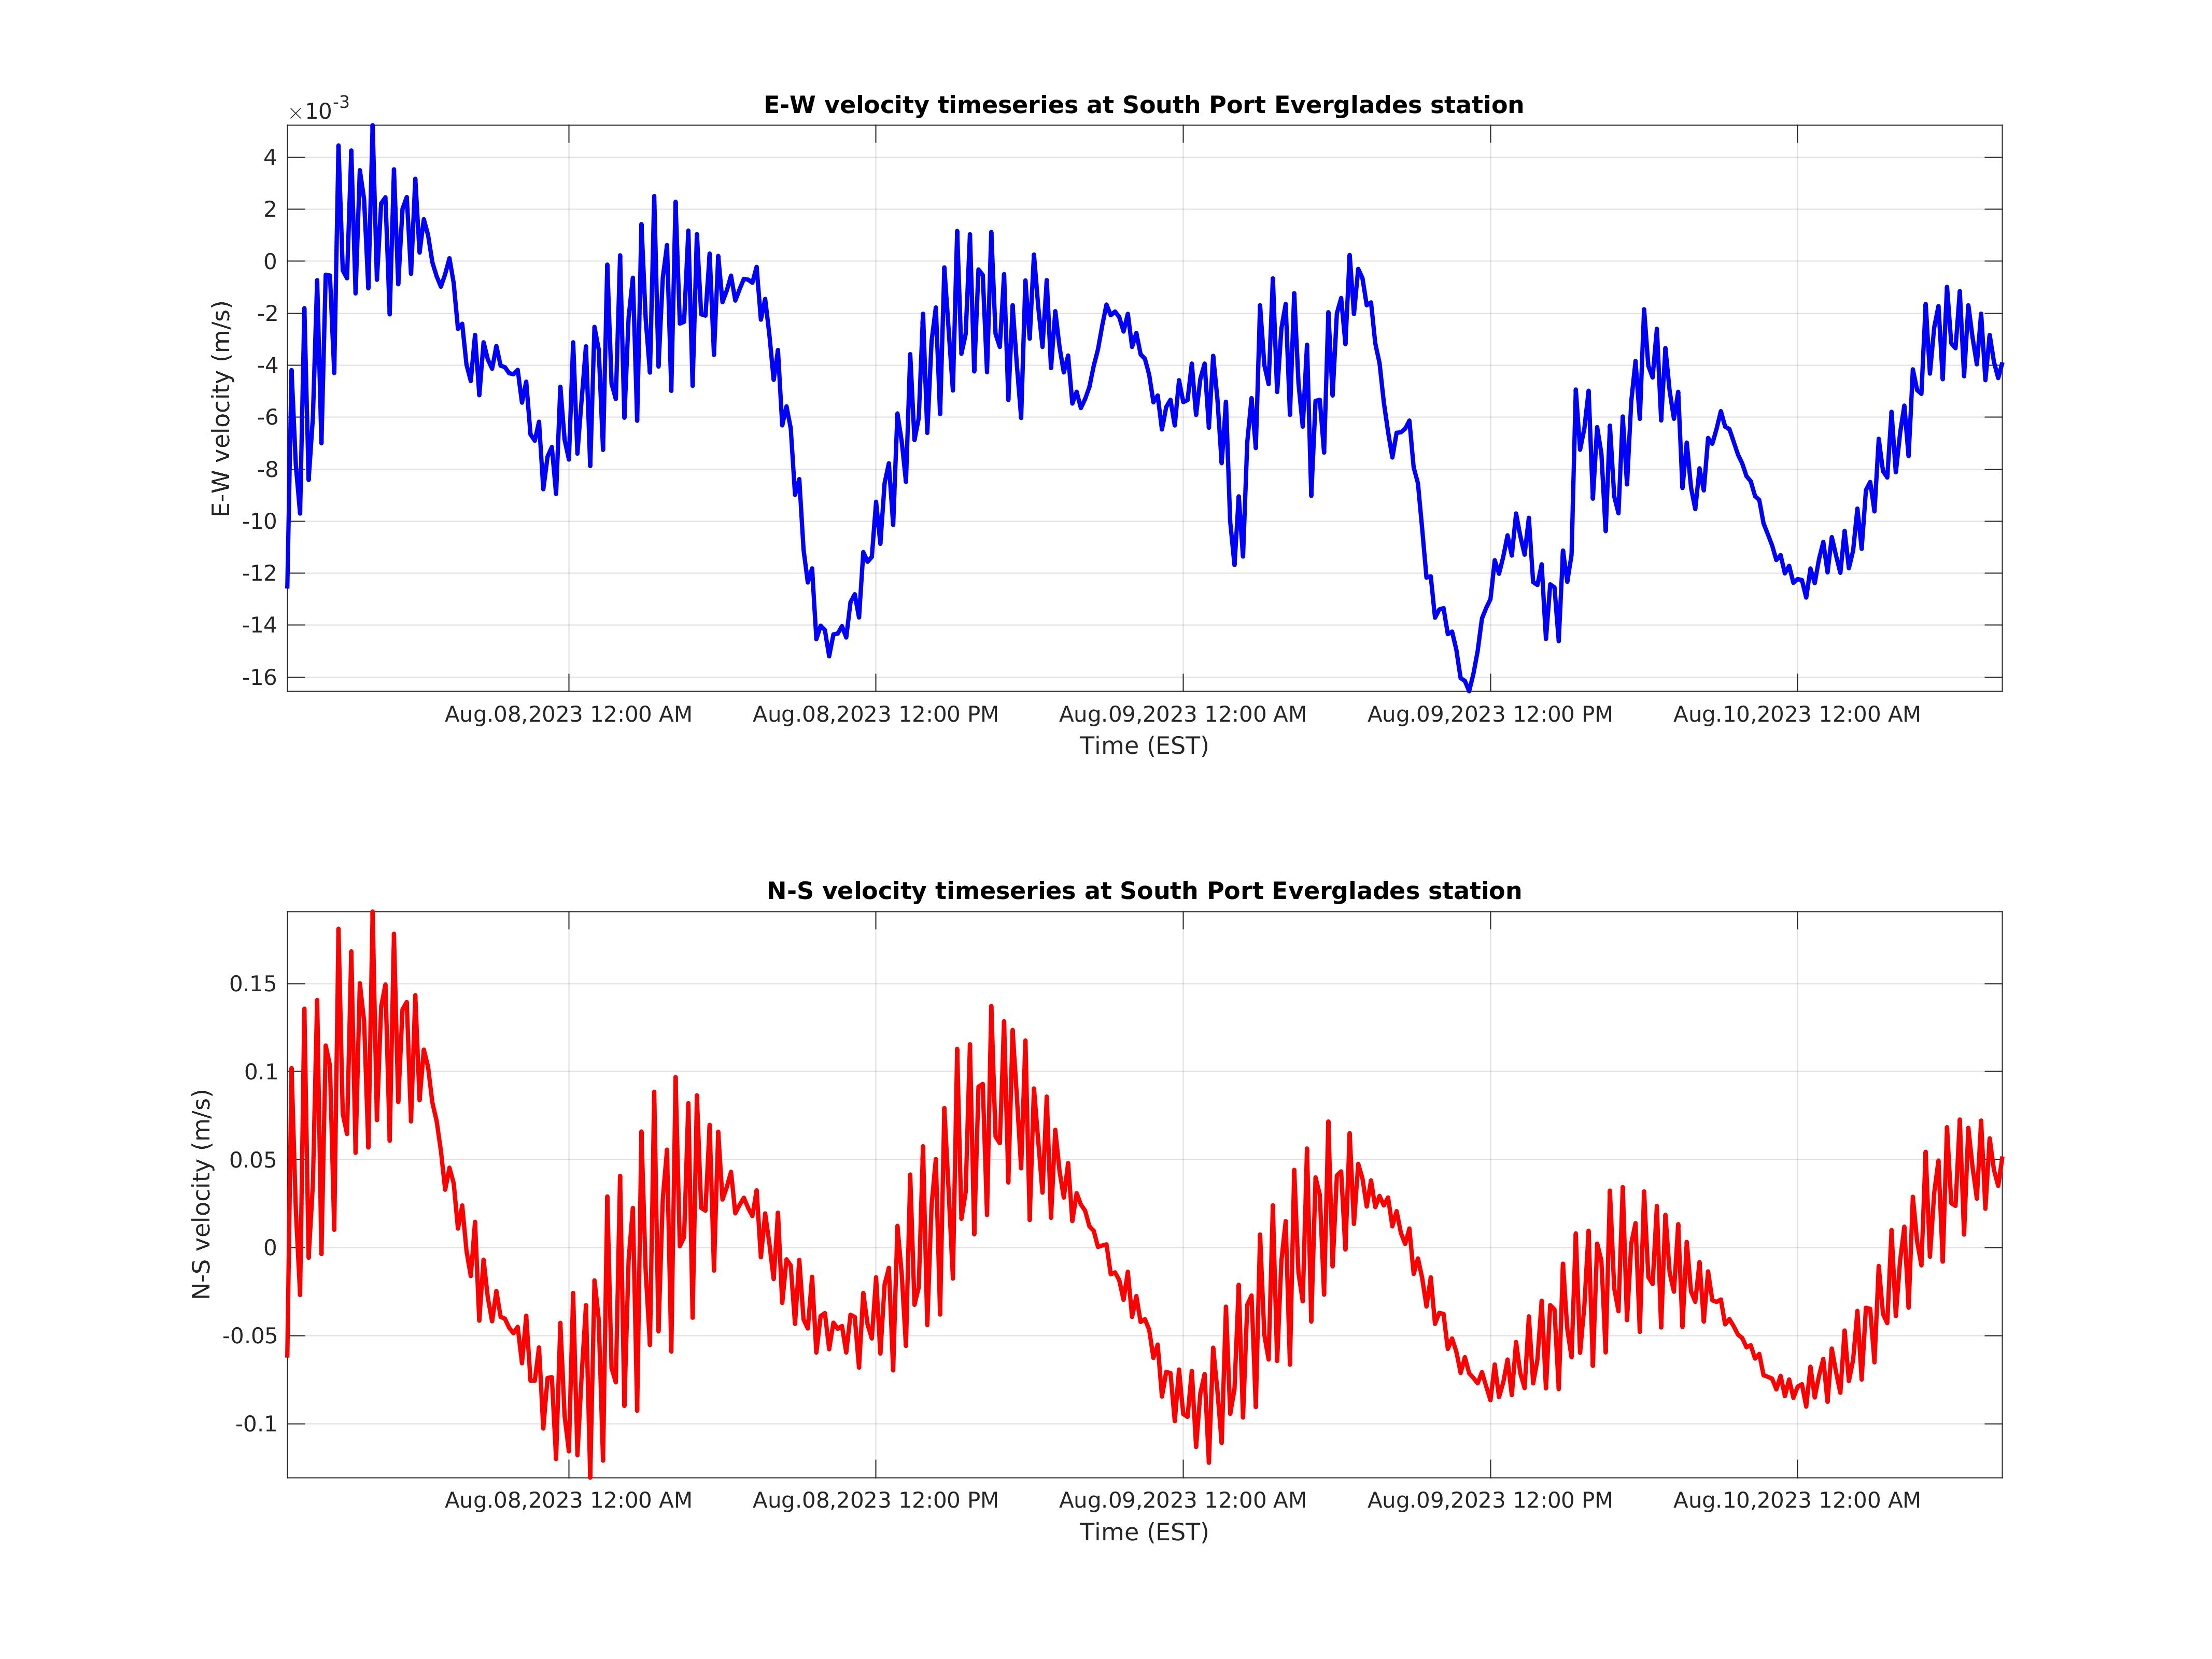 ×10-3
E-W velocity timeseries at South Port Everglades station
4
2
0
-2
-4
-6
-8
-10
-12
-14
-16
E-W velocity (m/s)
Aug.08,2023 12:00 AM
Aug.08,2023 12:00 PM
Aug.09,2023 12:00 AM
Aug.09,2023 12:00 PM
Aug.10,2023 12:00 AM
Time (EST)
N-S velocity timeseries at South Port Everglades station
0.15
0.1
0.05
0
-0.05
-0.1
N-S velocity (m/s)
Aug.08,2023 12:00 AM
Aug.08,2023 12:00 PM
Aug.09,2023 12:00 AM
Aug.09,2023 12:00 PM
Aug.10,2023 12:00 AM
Time (EST)